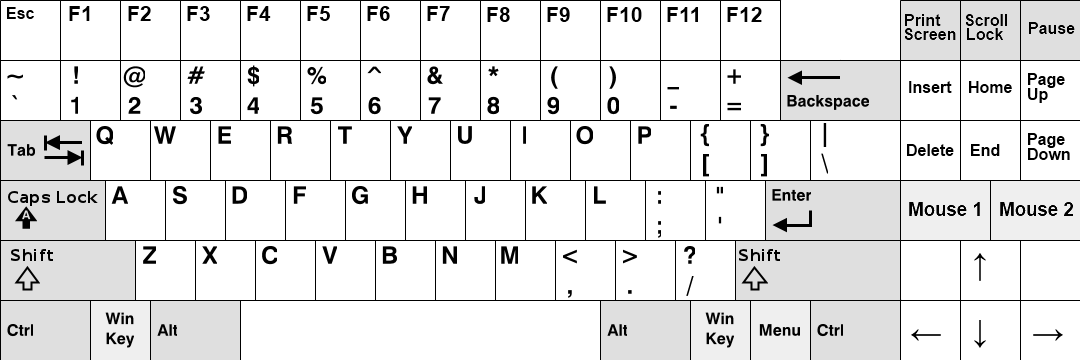 Esc F1 F2 F3 F4 F5 F6 F7 F8 F9 F10 F11 F12 Print Screen Scroll Lock Pause
~ ! @ # $ % ^ & * ( ) _ +
` 1 2 3 4 5 6 7 8 9 0 - = Backspace Insert Home Page Up
Tab Q W E R T Y U I O P { } |
[ ] \ Delete End Page Down
Caps Lock A S D F G H J K L : " Enter
A ; ' Mouse 1 Mouse 2
Shift Z X C V B N M < > ? Shift
, . /
Ctrl Win Key Alt Alt Win Key Menu Ctrl